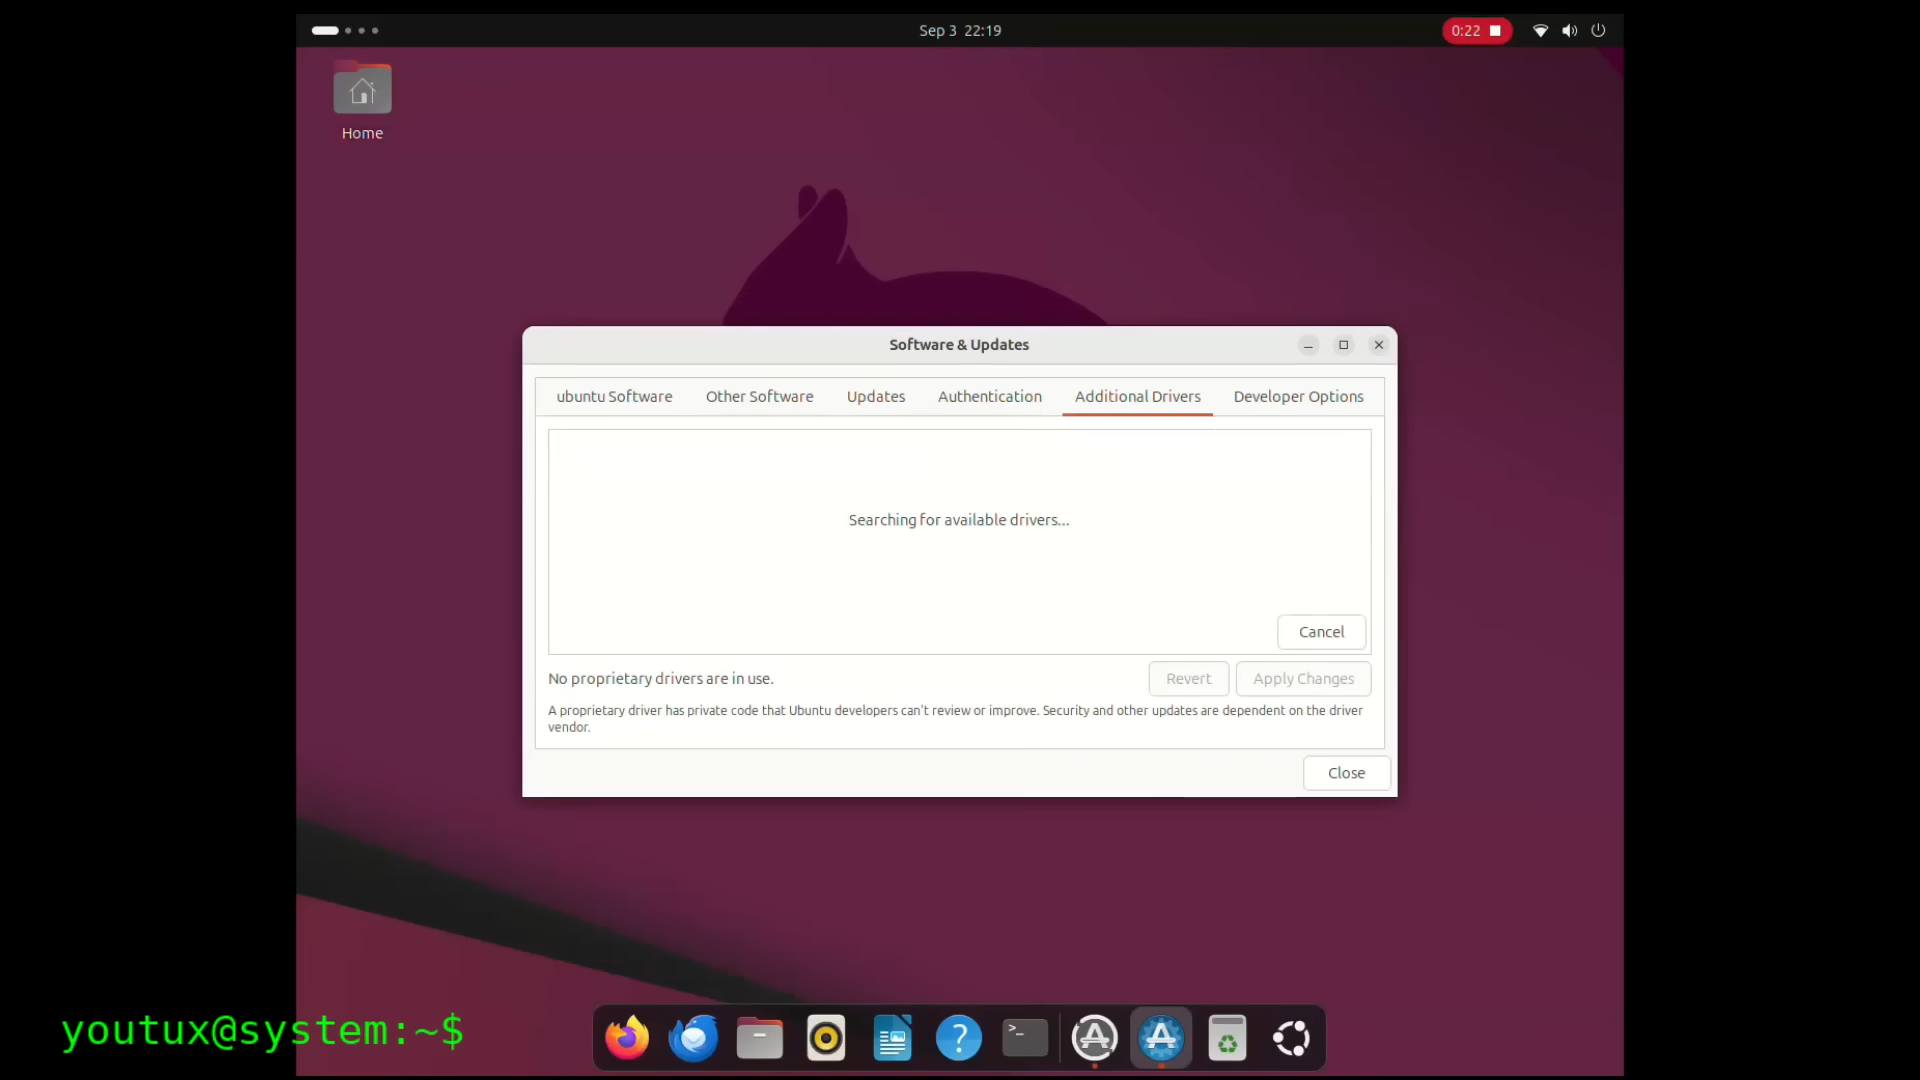 Sep 3 22:19
0:22
Home
Software & Updates
ubuntu Software
Other Software
Updates
Authentication
Additional Drivers
Developer Options
Searching for available drivers...
Cancel
No proprietary drivers are in use.
Revert
Apply Changes
A proprietary driver has private code that Ubuntu developers can't review or improve. Security and other updates are dependent on the driver
vendor.
Close
youtux@system:~$